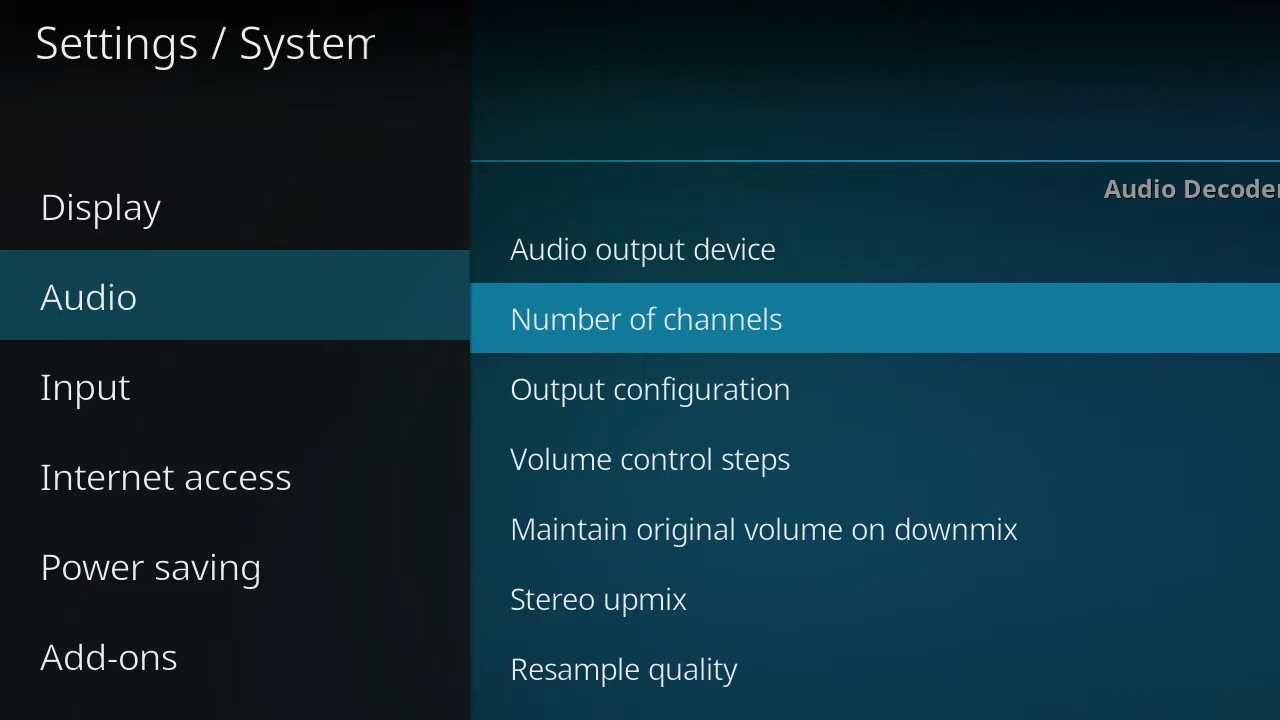 Settings / System
Display
Audio
Input
Internet access
Power saving
Add-ons
Audio Decoder
Audio output device
Number of channels
Output configuration
Volume control steps
Maintain original volume on downmix
Stereo upmix
Resample quality